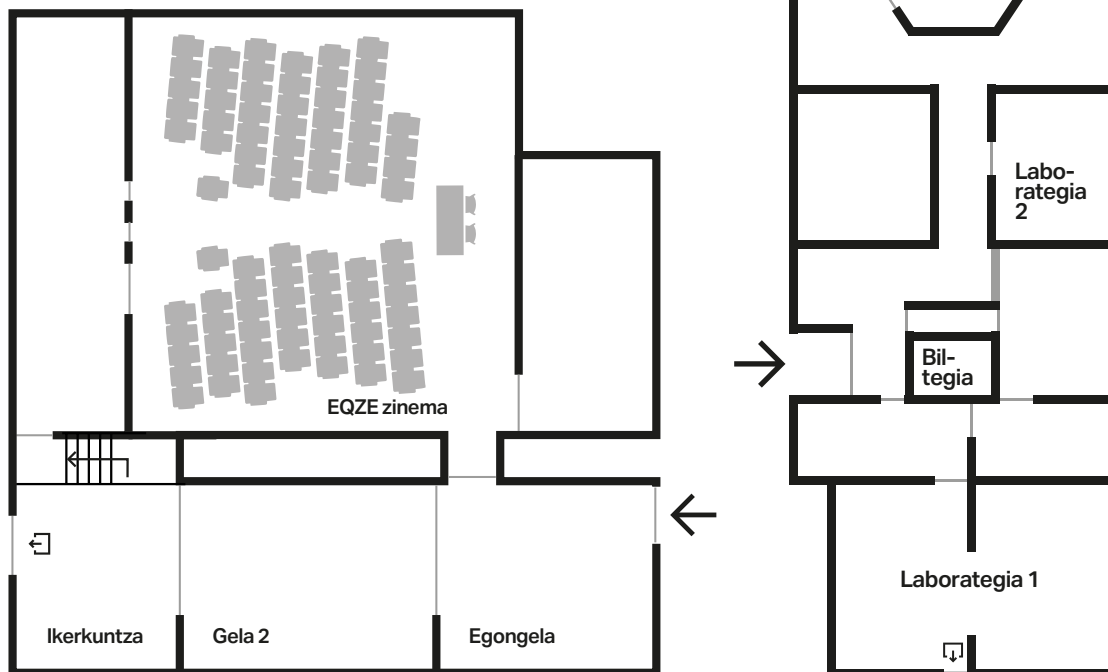 EQZE zinema
Ikerkuntza
Gela 2
Egongela
Labo-
rategia
2
Bil-
tegia
Laborategia 1